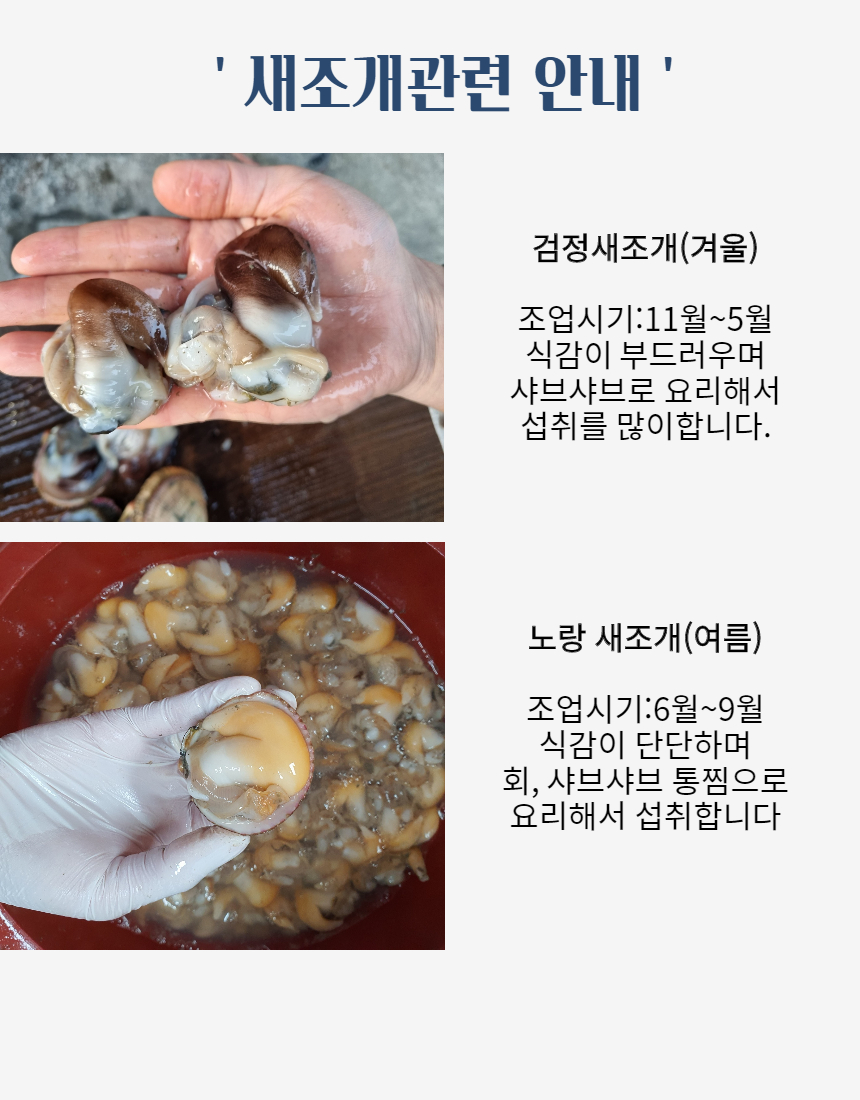 ' 새조개관련 안내 '
검정새조개(겨울)
조업시기:11월~5월
식감이 부드러우며
샤브샤브로 요리해서
섭취를 많이합니다.
노랑 새조개(여름)
조업시기:6월~9월
식감이 단단하며
회, 샤브샤브 통찜으로
요리해서 섭취합니다